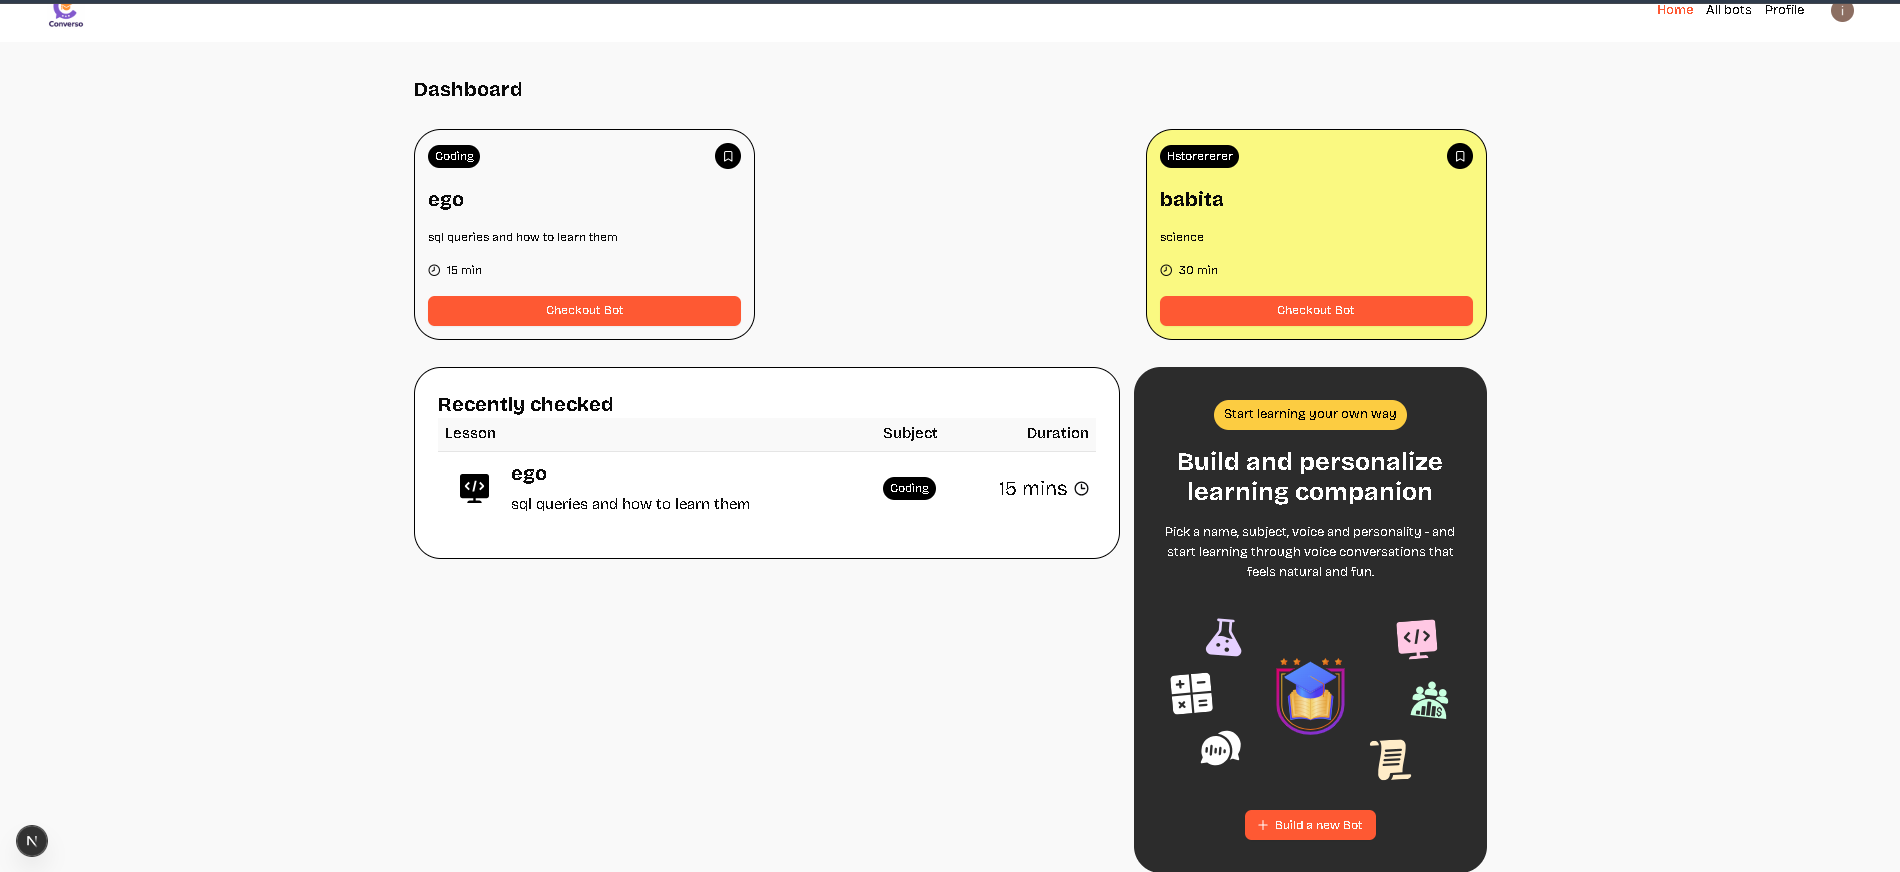 Converso
Home All bots Profile i
Dashboard
Coding
ego
sql queries and how to learn them
15 min
Checkout Bot
Hstorererer
babita
science
30 min
Checkout Bot
Recently checked
Lesson Subject Duration
ego
sql queries and how to learn them
Coding
15 mins
Start learning your own way
Build and personalize
learning companion
Pick a name, subject, voice and personality - and
start learning through voice conversations that
feels natural and fun.
+ Build a new Bot
N